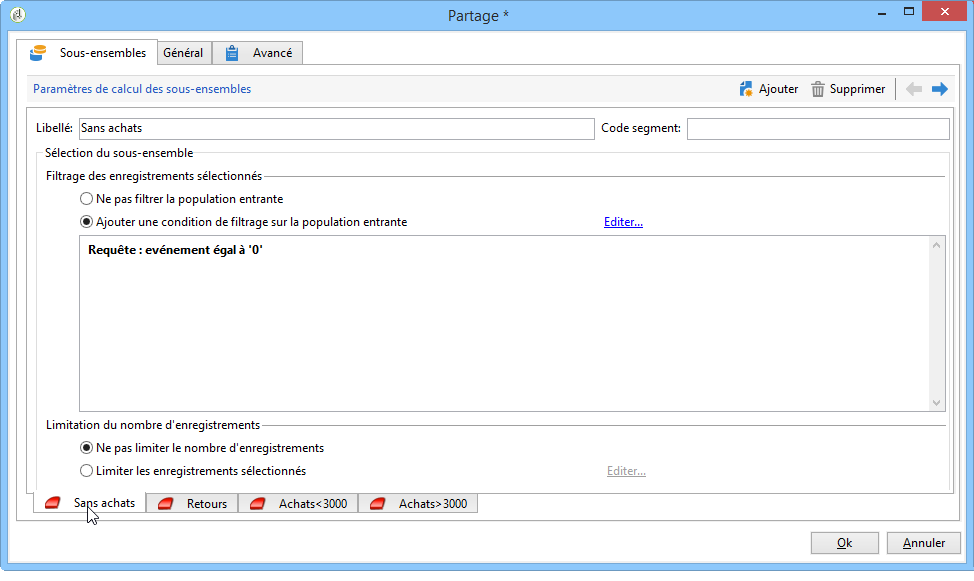 Partage *
Sous-ensembles Général Avancé
Paramètres de calcul des sous-ensembles Ajouter Supprimer
Libellé: Sans achats Code segment:
Sélection du sous-ensemble
Filtrage des enregistrements sélectionnés
Ne pas filtrer la population entrante
Ajouter une condition de filtrage sur la population entrante Editer...
Requête : evénement égal à '0'
Limitation du nombre d'enregistrements
Ne pas limiter le nombre d'enregistrements
Limiter les enregistrements sélectionnés Editer...
Sans achats Retours Achats<3000 Achats>3000
Ok Annuler